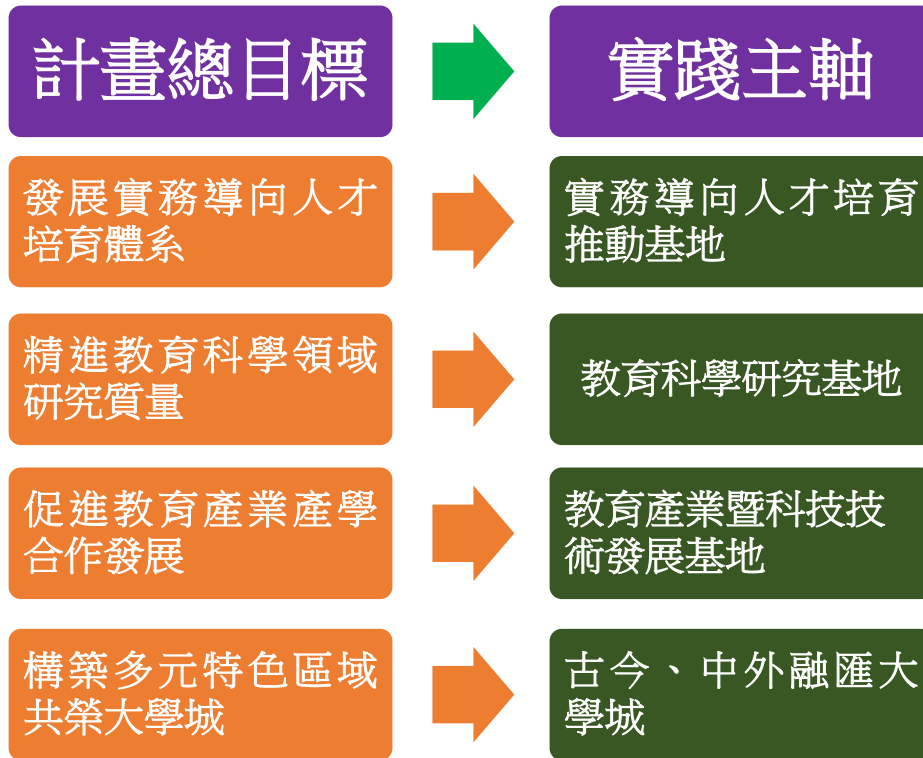 計畫總目標
實踐主軸
發展實務導向人才
培育體系
實務導向人才培育
推動基地
精進教育科學領域
研究質量
教育科學研究基地
促進教育產業產學
合作發展
教育產業暨科技技
術發展基地
構築多元特色區域
共榮大學城
古今、中外融匯大
學城